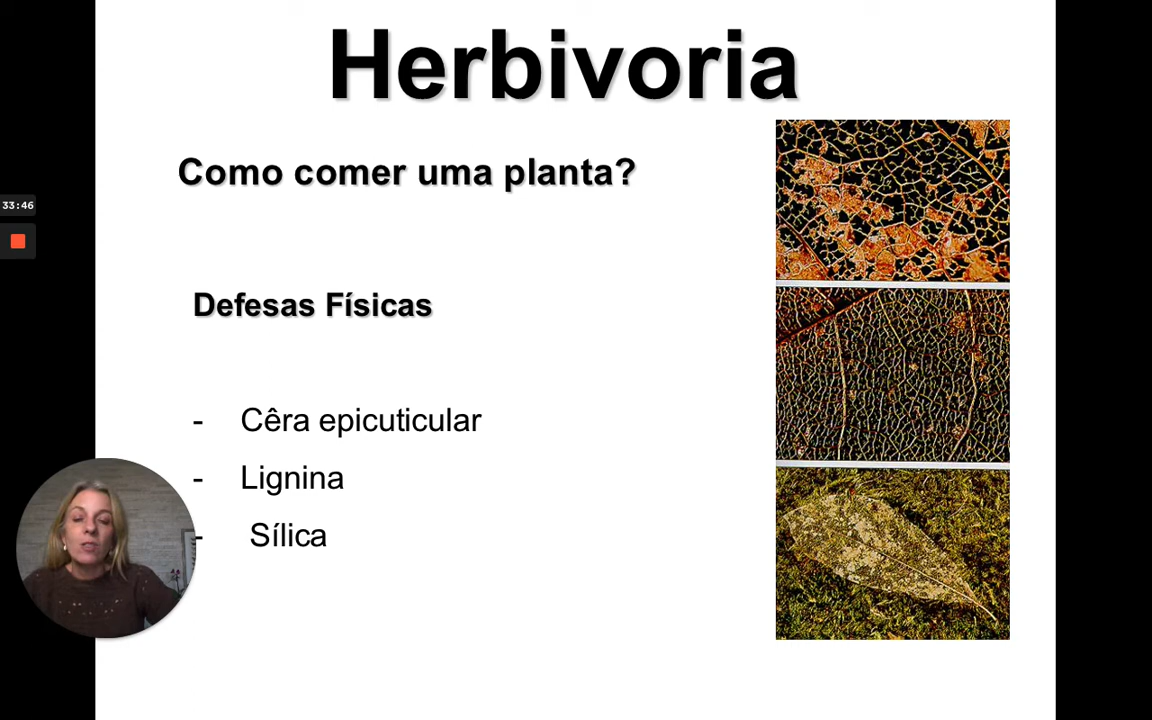 Herbivoria
Como comer uma planta?
33:46
Defesas Físicas
- Cêra epicuticular
- Lignina
- Sílica